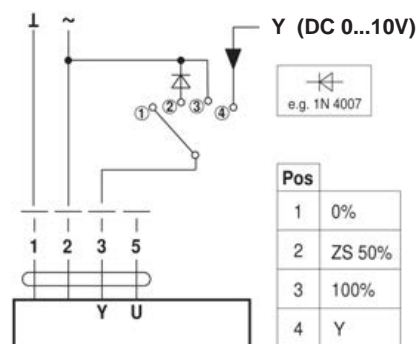 ⊥ ~
Y (DC 0...10V)
① ② ③ ④
e.g. 1N 4007
Pos
1 0%
2 ZS 50%
3 100%
4 Y
1 2 3 5
Y U